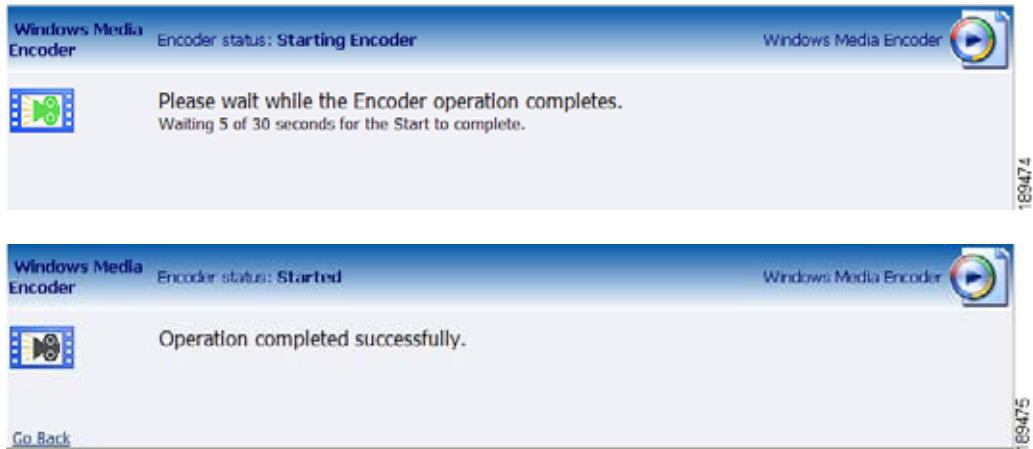 Windows Media
Encoder
Encoder status: Starting Encoder
Windows Media Encoder
Please wait while the Encoder operation completes.
Waiting 5 of 30 seconds for the Start to complete.
189474
Windows Media
Encoder
Encoder status: Started
Windows Media Encoder
Operation completed successfully.
Go Back
189475